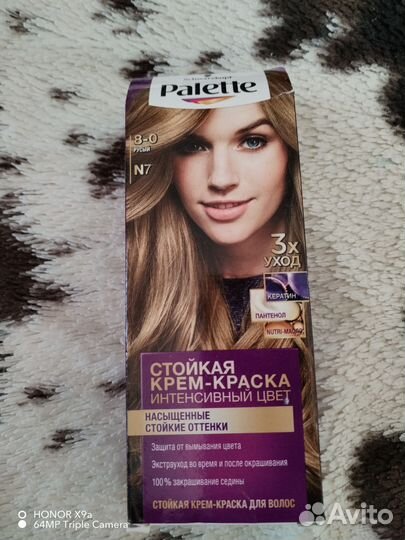 Schwarzkopf
Palette
8-0
РУСЫЙ
N7
3x
УХОД
КЕРАТИН
ПАНТЕНОЛ
NUTRI-МАСЛО
СТОЙКАЯ
КРЕМ-КРАСКА
ИНТЕНСИВНЫЙ ЦВЕТ
НАСЫЩЕННЫЕ
СТОЙКИЕ ОТТЕНКИ
Защита от вымывания цвета
Экстрауход во время и после окрашивания
100% закрашивание седины
СТОЙКАЯ КРЕМ-КРАСКА ДЛЯ ВОЛОС
HONOR X9a
64MP Triple Camera
Avito